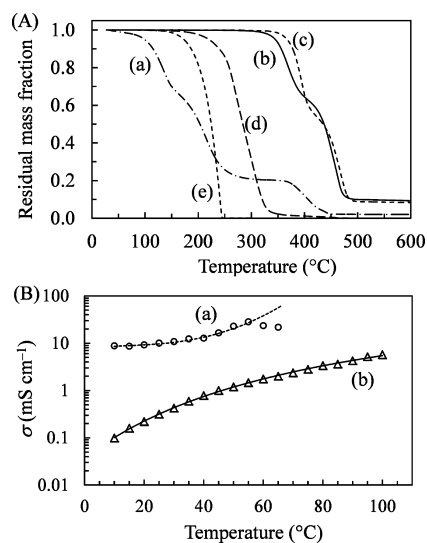 (A)
1.0
0.8
0.6
0.4
0.2
0.0
Residual mass fraction
(a)
(b)
(c)
(d)
(e)
0 100 200 300 400 500 600
Temperature (°C)
(B)
100
10
1
0.1
0.01
σ (mS cm⁻¹)
(a)
(b)
0 20 40 60 80 100
Temperature (°C)